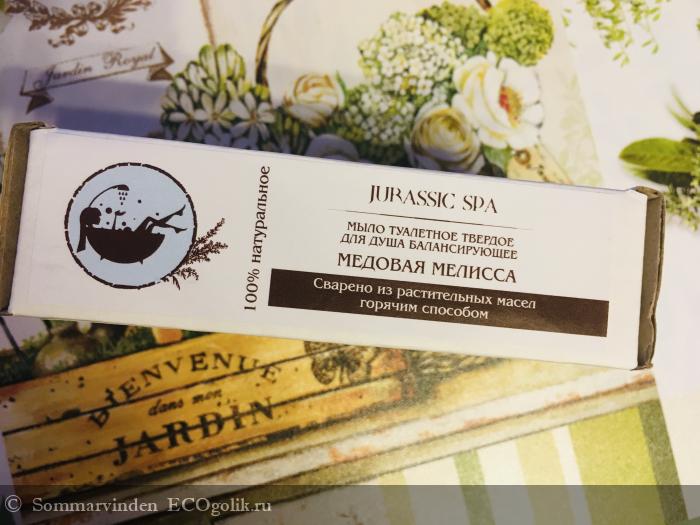 Jardin Royal
100% натуральное
JURASSIC SPA
МЫЛО ТУАЛЕТНОЕ ТВЕРДОЕ
ДЛЯ ДУША БАЛАНСИРУЮЩЕЕ
МЕДОВАЯ МЕЛИССА
Сварено из растительных масел
горячим способом
BIENVENUE
dans mon
JARDIN
© Sommarvinden ECOgolik.ru